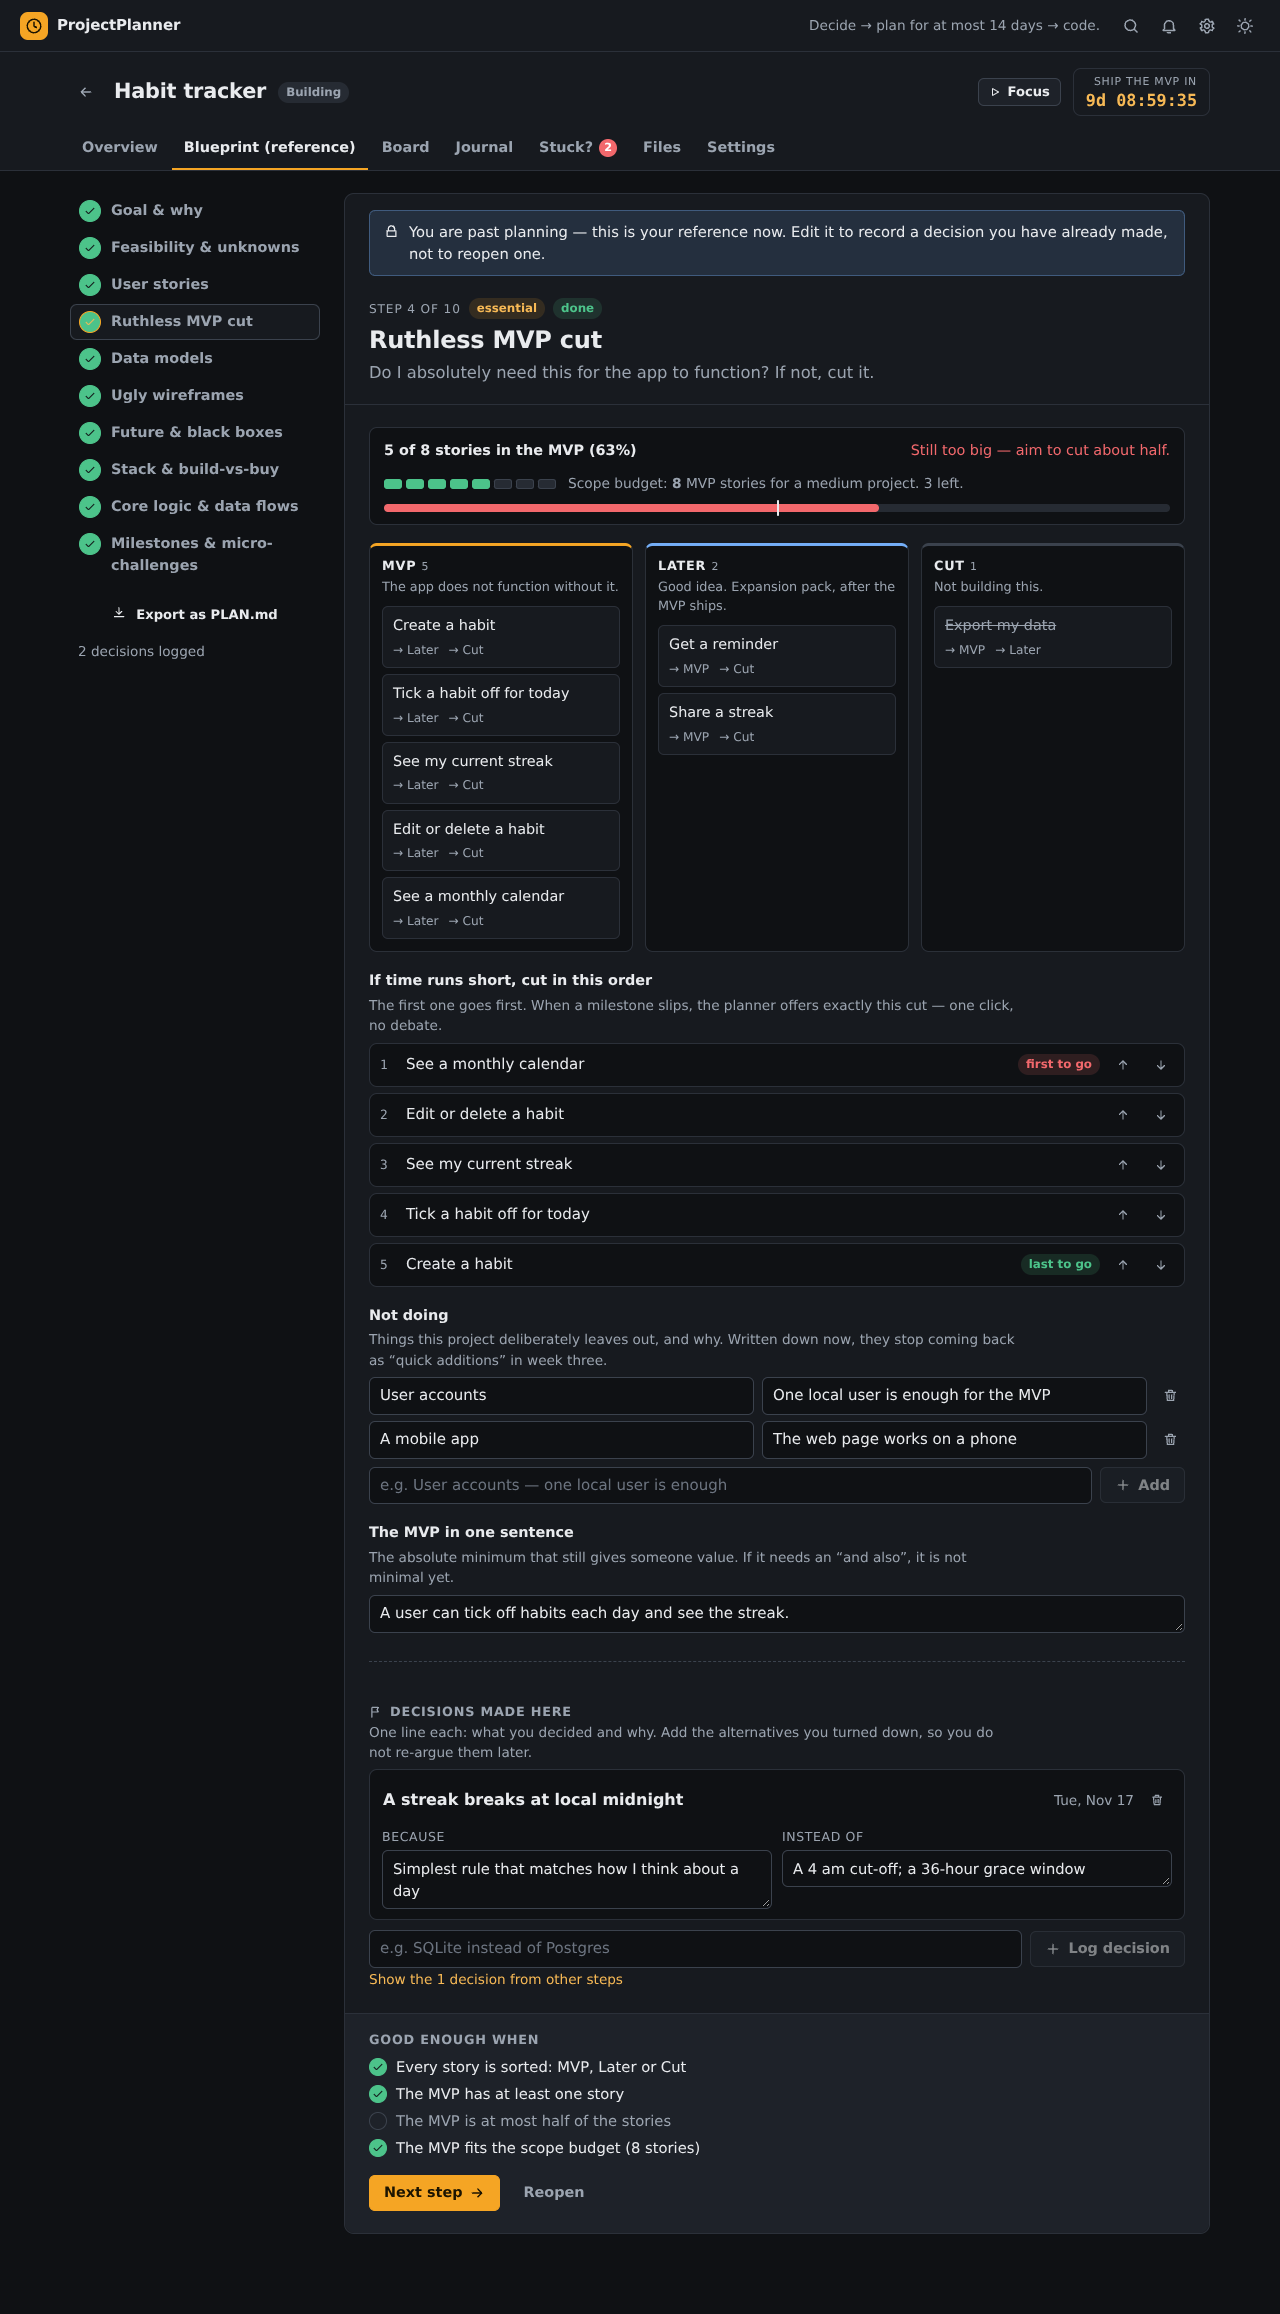 ProjectPlanner
Decide → plan for at most 14 days → code.
← Habit tracker Building
Focus
SHIP THE MVP IN
9d 08:59:35
Overview Blueprint (reference) Board Journal Stuck? 2 Files Settings
Goal & why
Feasibility & unknowns
User stories
Ruthless MVP cut
Data models
Ugly wireframes
Future & black boxes
Stack & build-vs-buy
Core logic & data flows
Milestones & micro-
challenges
Export as PLAN.md
2 decisions logged
You are past planning — this is your reference now. Edit it to record a decision you have already made,
not to reopen one.
STEP 4 OF 10 essential done
Ruthless MVP cut
Do I absolutely need this for the app to function? If not, cut it.
5 of 8 stories in the MVP (63%)
Still too big — aim to cut about half.
Scope budget: 8 MVP stories for a medium project. 3 left.
MVP 5
The app does not function without it.
Create a habit
→ Later → Cut
Tick a habit off for today
→ Later → Cut
See my current streak
→ Later → Cut
Edit or delete a habit
→ Later → Cut
See a monthly calendar
→ Later → Cut
LATER 2
Good idea. Expansion pack, after the
MVP ships.
Get a reminder
→ MVP → Cut
Share a streak
→ MVP → Cut
CUT 1
Not building this.
Export my data
→ MVP → Later
If time runs short, cut in this order
The first one goes first. When a milestone slips, the planner offers exactly this cut — one click,
no debate.
1 See a monthly calendar first to go ↑ ↓
2 Edit or delete a habit ↑ ↓
3 See my current streak ↑ ↓
4 Tick a habit off for today ↑ ↓
5 Create a habit last to go ↑ ↓
Not doing
Things this project deliberately leaves out, and why. Written down now, they stop coming back
as “quick additions” in week three.
User accounts One local user is enough for the MVP
A mobile app The web page works on a phone
e.g. User accounts — one local user is enough + Add
The MVP in one sentence
The absolute minimum that still gives someone value. If it needs an “and also”, it is not
minimal yet.
A user can tick off habits each day and see the streak.
DECISIONS MADE HERE
One line each: what you decided and why. Add the alternatives you turned down, so you do
not re-argue them later.
A streak breaks at local midnight Tue, Nov 17
BECAUSE
Simplest rule that matches how I think about a
day
INSTEAD OF
A 4 am cut-off; a 36-hour grace window
e.g. SQLite instead of Postgres + Log decision
Show the 1 decision from other steps
GOOD ENOUGH WHEN
Every story is sorted: MVP, Later or Cut
The MVP has at least one story
The MVP is at most half of the stories
The MVP fits the scope budget (8 stories)
Next step → Reopen